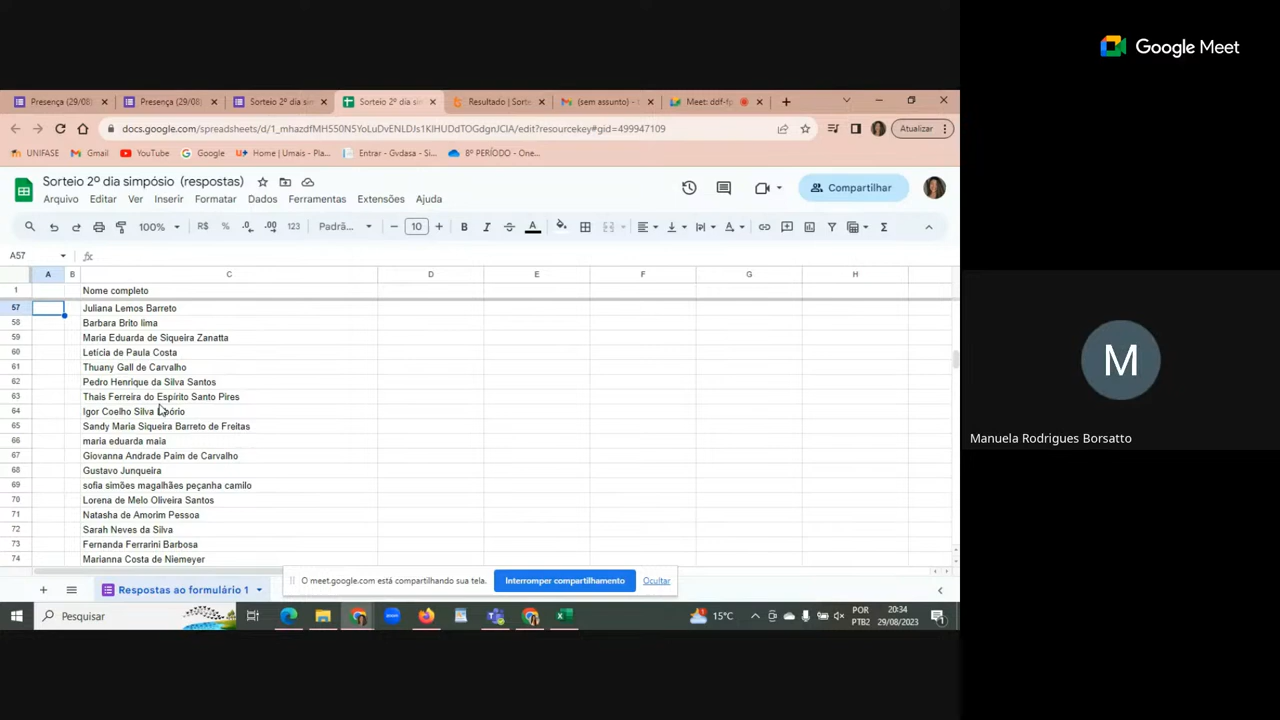 Google Meet
Presença (29/08)
Presença (29/08)
Sorteio 2º dia sim
Sorteio 2º dia sim
Resultado | Sorte
(sem assunto) -
Meet: ddf-f
docs.google.com/spreadsheets/d/1_mhazdfMH550N5YoLuDvENLDJs1KIHUDdTOGdgnJCIA/edit?resourcekey#gid=499947109
Atualizar
UNIFASE
Gmail
YouTube
Google
Home | Umais - Pla...
Entrar - Gvdasa - Si...
8º PERÍODO - One...
Sorteio 2º dia simpósio (respostas)
Arquivo Editar Ver Inserir Formatar Dados Ferramentas Extensões Ajuda
Compartilhar
100% R$ % .0 .00 123 Padrã... 10
A57
A B C D E F G H
1 Nome completo
57 Juliana Lemos Barreto
58 Barbara Brito lima
59 Maria Eduarda de Siqueira Zanatta
60 Letícia de Paula Costa
61 Thuany Gall de Carvalho
62 Pedro Henrique da Silva Santos
63 Thais Ferreira do Espírito Santo Pires
64 Igor Coelho Silva
65 Sandy Maria Siqueira Barreto de Freitas
66 maria eduarda maia
67 Giovanna Andrade Paim de Carvalho
68 Gustavo Junqueira
69 sofia simões magalhães peçanha camilo
70 Lorena de Melo Oliveira Santos
71 Natasha de Amorim Pessoa
72 Sarah Neves da Silva
73 Fernanda Ferrarini Barbosa
74 Marianna Costa de Niemeyer
M
Manuela Rodrigues Borsatto
O meet.google.com está compartilhando sua tela.
Interromper compartilhamento
Ocultar
Respostas ao formulário 1
Pesquisar
15°C
POR
PTB2
20:34
29/08/2023